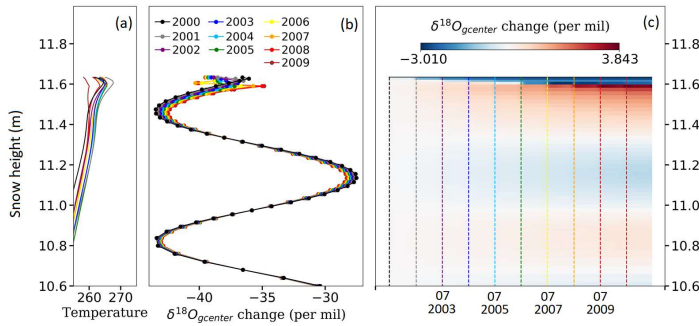 (a)
(b)
(c)
2000
2001
2002
2003
2004
2005
2006
2007
2008
2009
δ¹⁸O_gcenter change (per mil)
−3.010
3.843
Snow height (m)
11.8
11.6
11.4
11.2
11.0
10.8
10.6
260 270
Temperature
−40 −35 −30
δ¹⁸O_gcenter change (per mil)
11.8
11.6
11.4
11.2
11.0
10.8
10.6
07 07 07 07
2003 2005 2007 2009